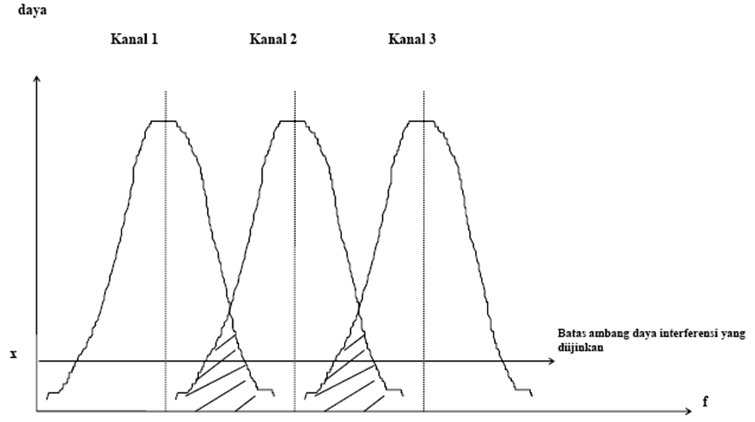 daya
Kanal 1
Kanal 2
Kanal 3
Batas ambang daya interferensi yang
diijinkan
x
f